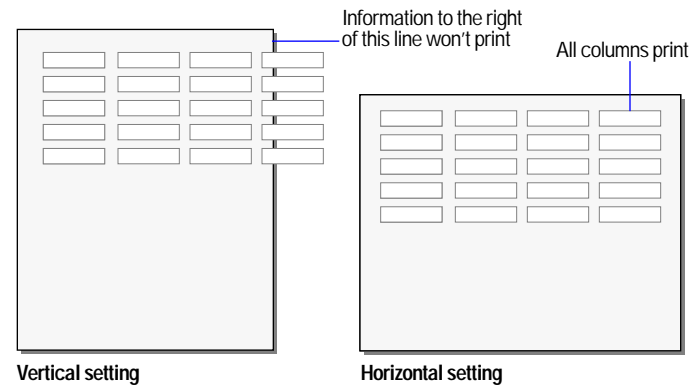 Information to the right
of this line won't print
All columns print
Vertical setting
Horizontal setting